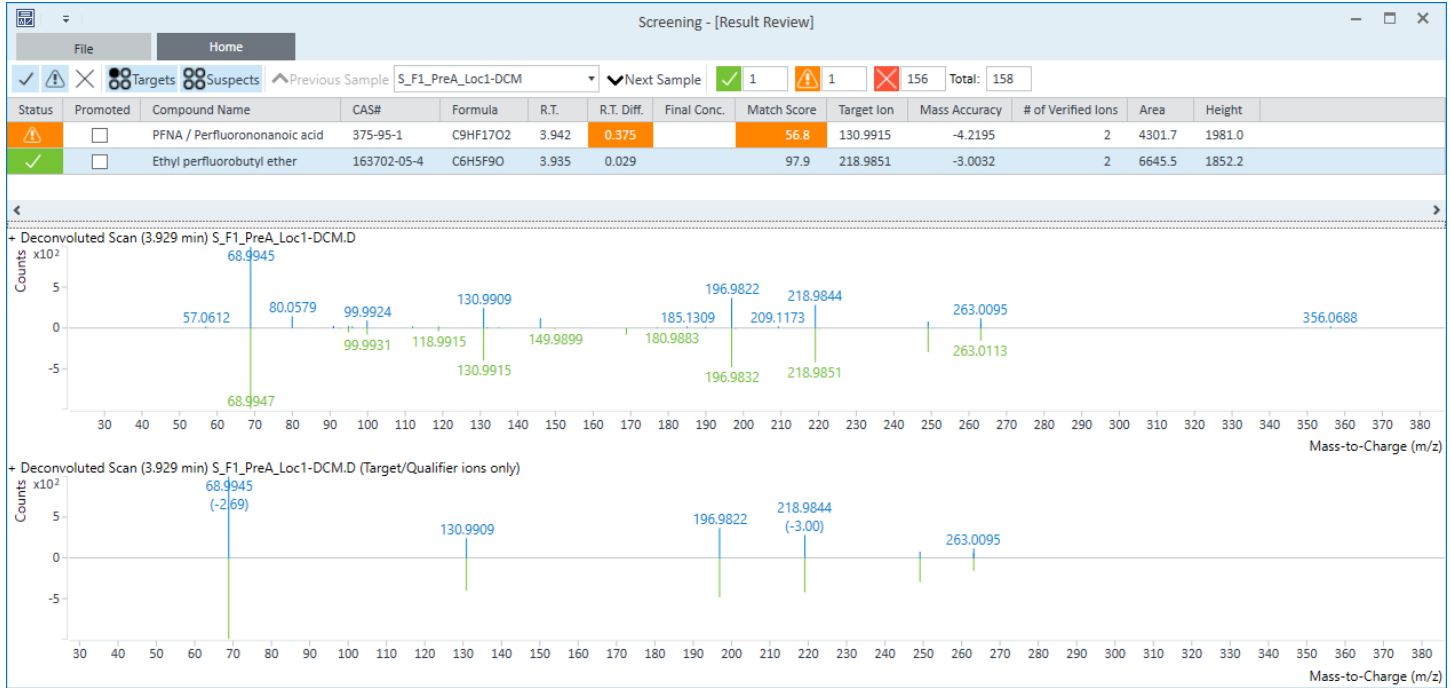 Screening - [Result Review]
File Home
Targets Suspects Previous Sample S_F1_PreA_Loc1-DCM Next Sample 1 1 156 Total: 158
Status Promoted Compound Name CAS# Formula R.T. R.T. Diff. Final Conc. Match Score Target Ion Mass Accuracy # of Verified Ions Area Height
PFNA / Perfluorononanoic acid 375-95-1 C9HF17O2 3.942 0.375 56.8 130.9915 -4.2195 2 4301.7 1981.0
Ethyl perfluorobutyl ether 163702-05-4 C6H5F9O 3.935 0.029 97.9 218.9851 -3.0032 2 6645.5 1852.2
+ Deconvoluted Scan (3.929 min) S_F1_PreA_Loc1-DCM.D
Counts
x10²
5
0
-5
68.9945
57.0612
80.0579
99.9924
130.9909
185.1309
196.9822
209.1173
218.9844
263.0095
356.0688
68.9947
99.9931
118.9915
130.9915
149.9899
180.9883
196.9832
218.9851
263.0113
30 40 50 60 70 80 90 100 110 120 130 140 150 160 170 180 190 200 210 220 230 240 250 260 270 280 290 300 310 320 330 340 350 360 370 380
Mass-to-Charge (m/z)
+ Deconvoluted Scan (3.929 min) S_F1_PreA_Loc1-DCM.D (Target/Qualifier ions only)
Counts
x10²
5
0
-5
68.9945
(-2.69)
130.9909
196.9822
218.9844
(-3.00)
263.0095
30 40 50 60 70 80 90 100 110 120 130 140 150 160 170 180 190 200 210 220 230 240 250 260 270 280 290 300 310 320 330 340 350 360 370 380
Mass-to-Charge (m/z)